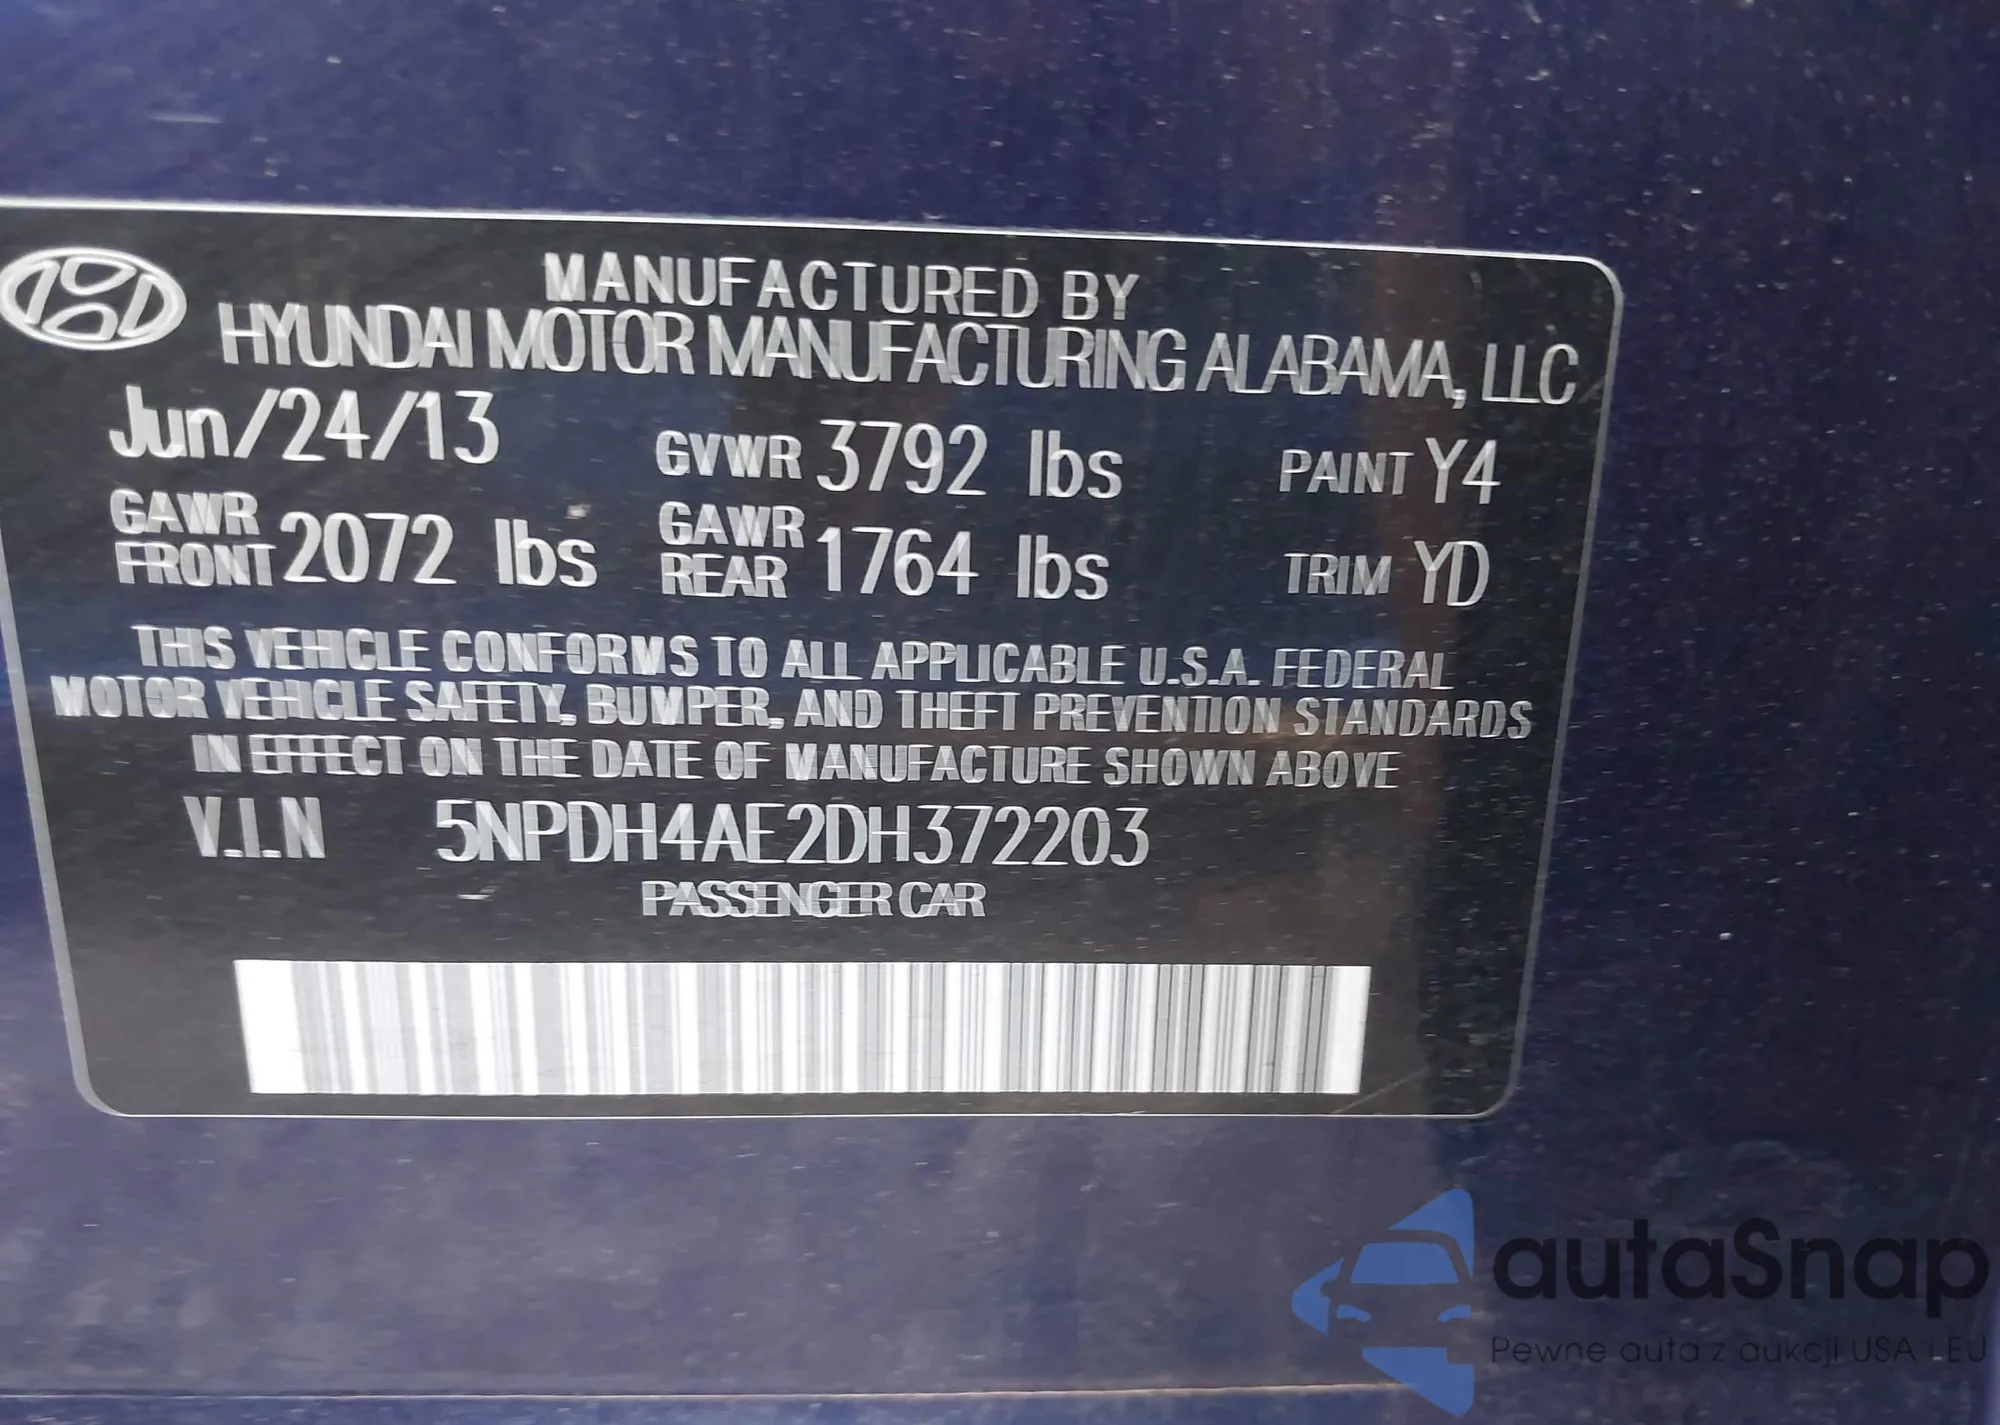 MANUFACTURED BY
HYUNDAI MOTOR MANUFACTURING ALABAMA, LLC
Jun/24/13 GVWR 3792 lbs PAINT Y4
GAWR FRONT 2072 lbs GAWR REAR 1764 lbs TRIM YD
THIS VEHICLE CONFORMS TO ALL APPLICABLE U.S.A. FEDERAL
MOTOR VEHICLE SAFETY, BUMPER, AND THEFT PREVENTION STANDARDS
IN EFFECT ON THE DATE OF MANUFACTURE SHOWN ABOVE
V.I.N 5NPDH4AE2DH372203
PASSENGER CAR
autaSnap
Pewne auta z aukcji USA i EU